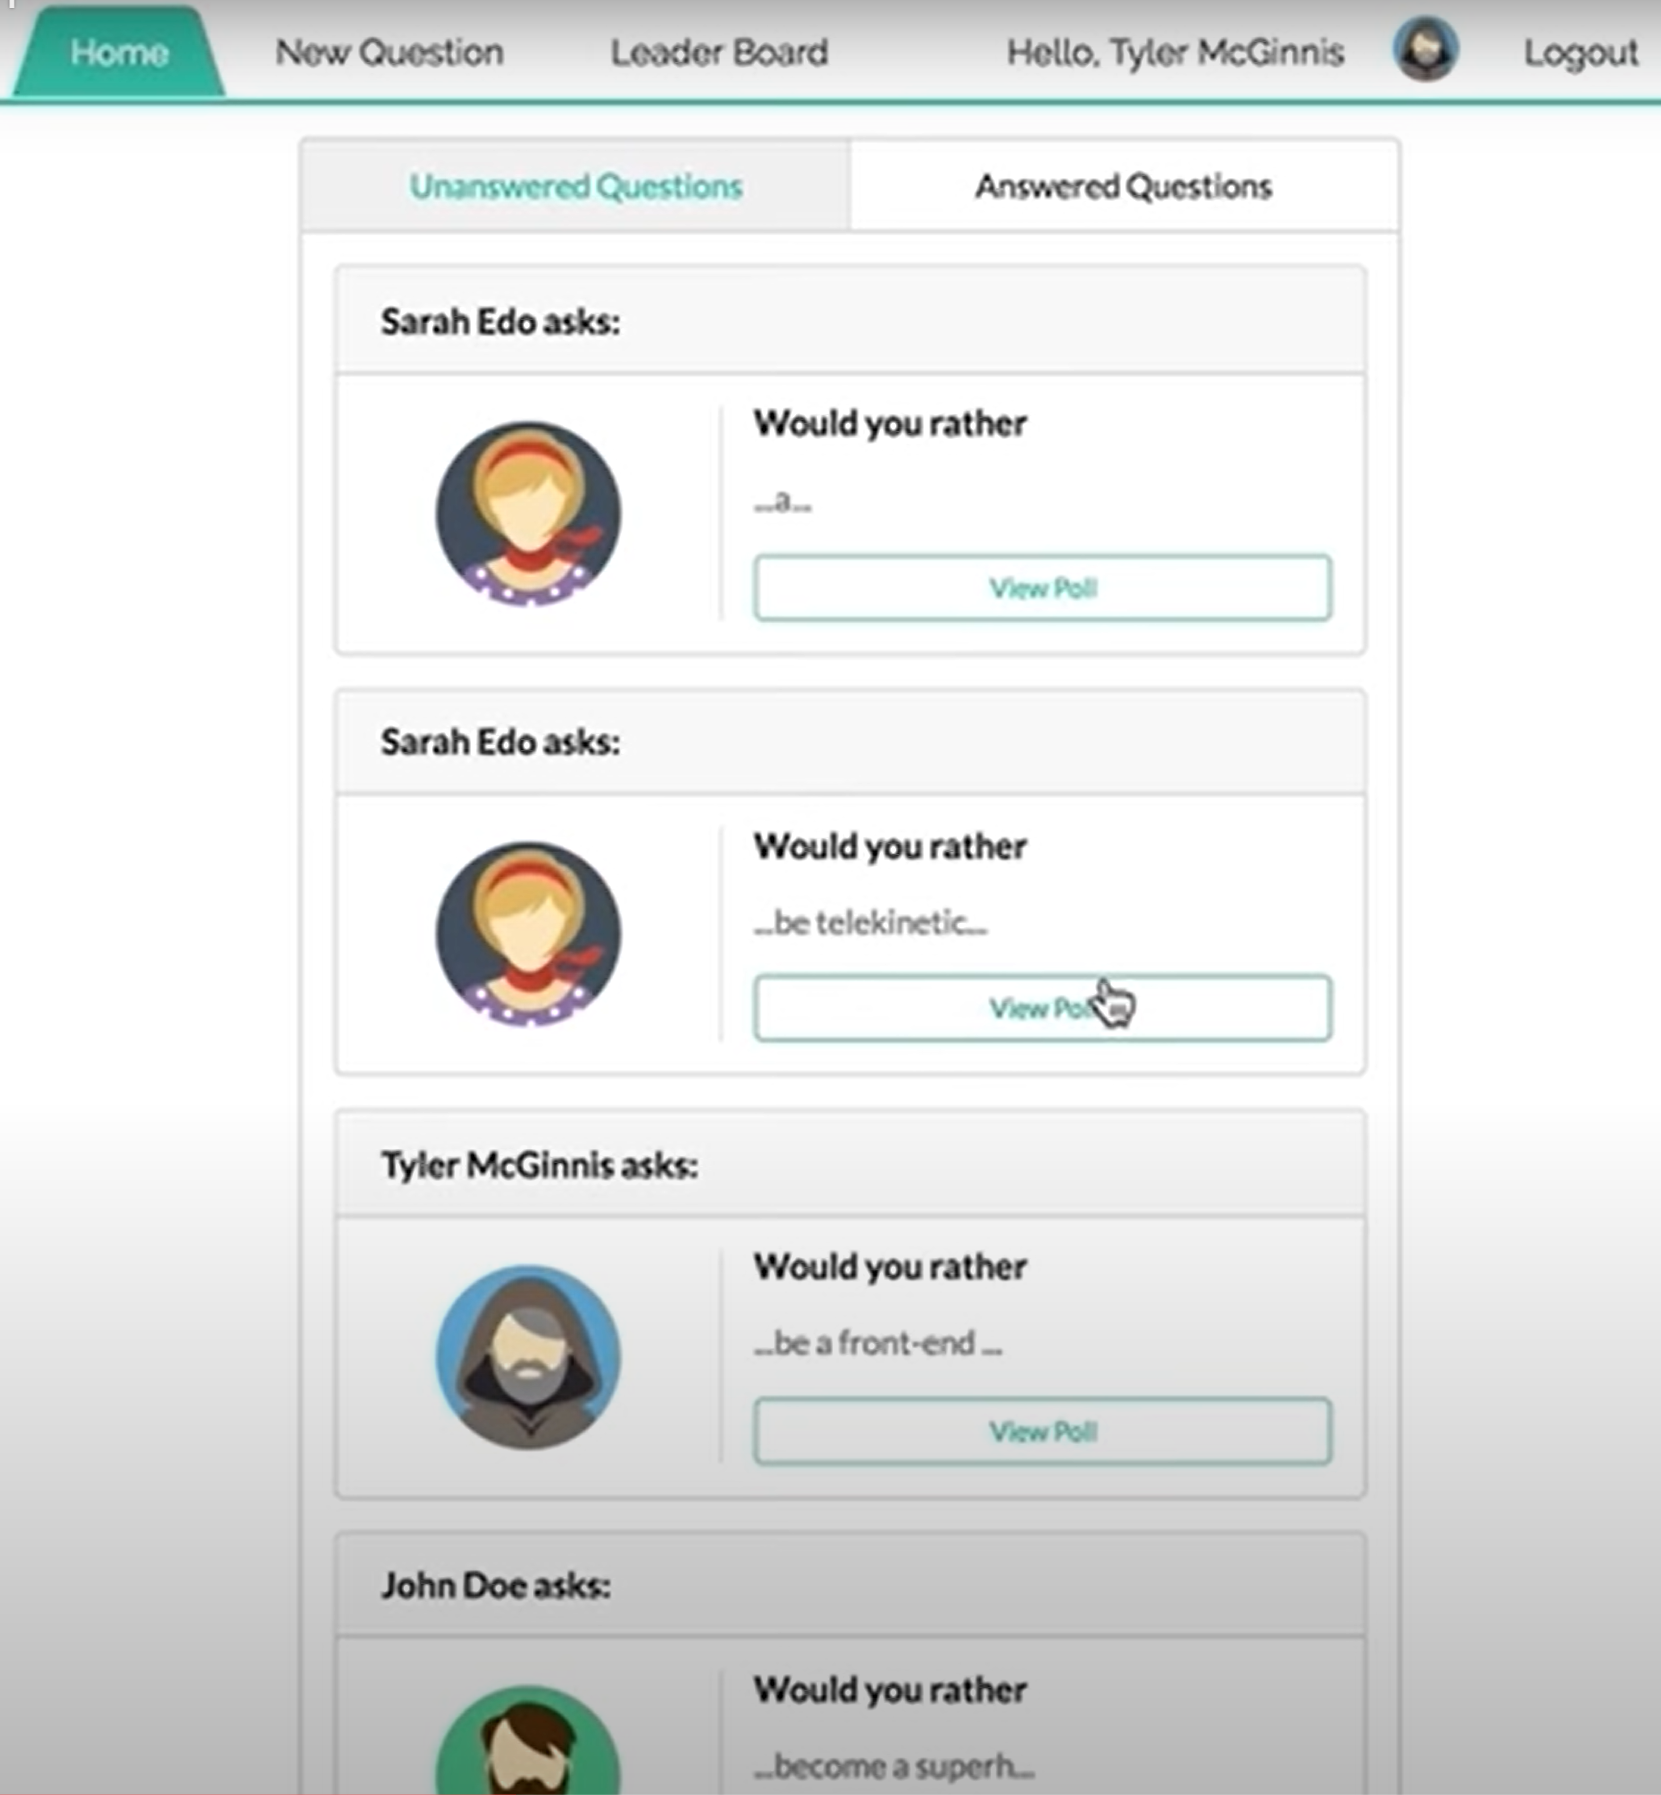 Home New Question Leader Board Hello, Tyler McGinnis Logout
Unanswered Questions Answered Questions
Sarah Edo asks:
Would you rather
...a...
View Poll
Sarah Edo asks:
Would you rather
...be telekinetic...
View Poll
Tyler McGinnis asks:
Would you rather
...be a front-end ...
View Poll
John Doe asks:
Would you rather
...become a superh...